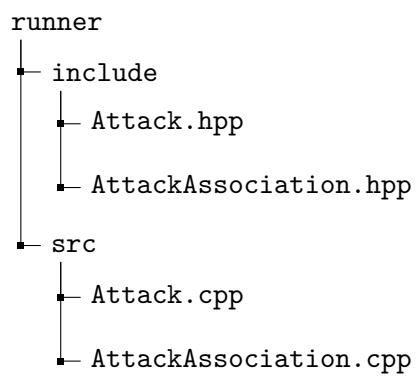 runner
include
Attack.hpp
AttackAssociation.hpp
src
Attack.cpp
AttackAssociation.cpp